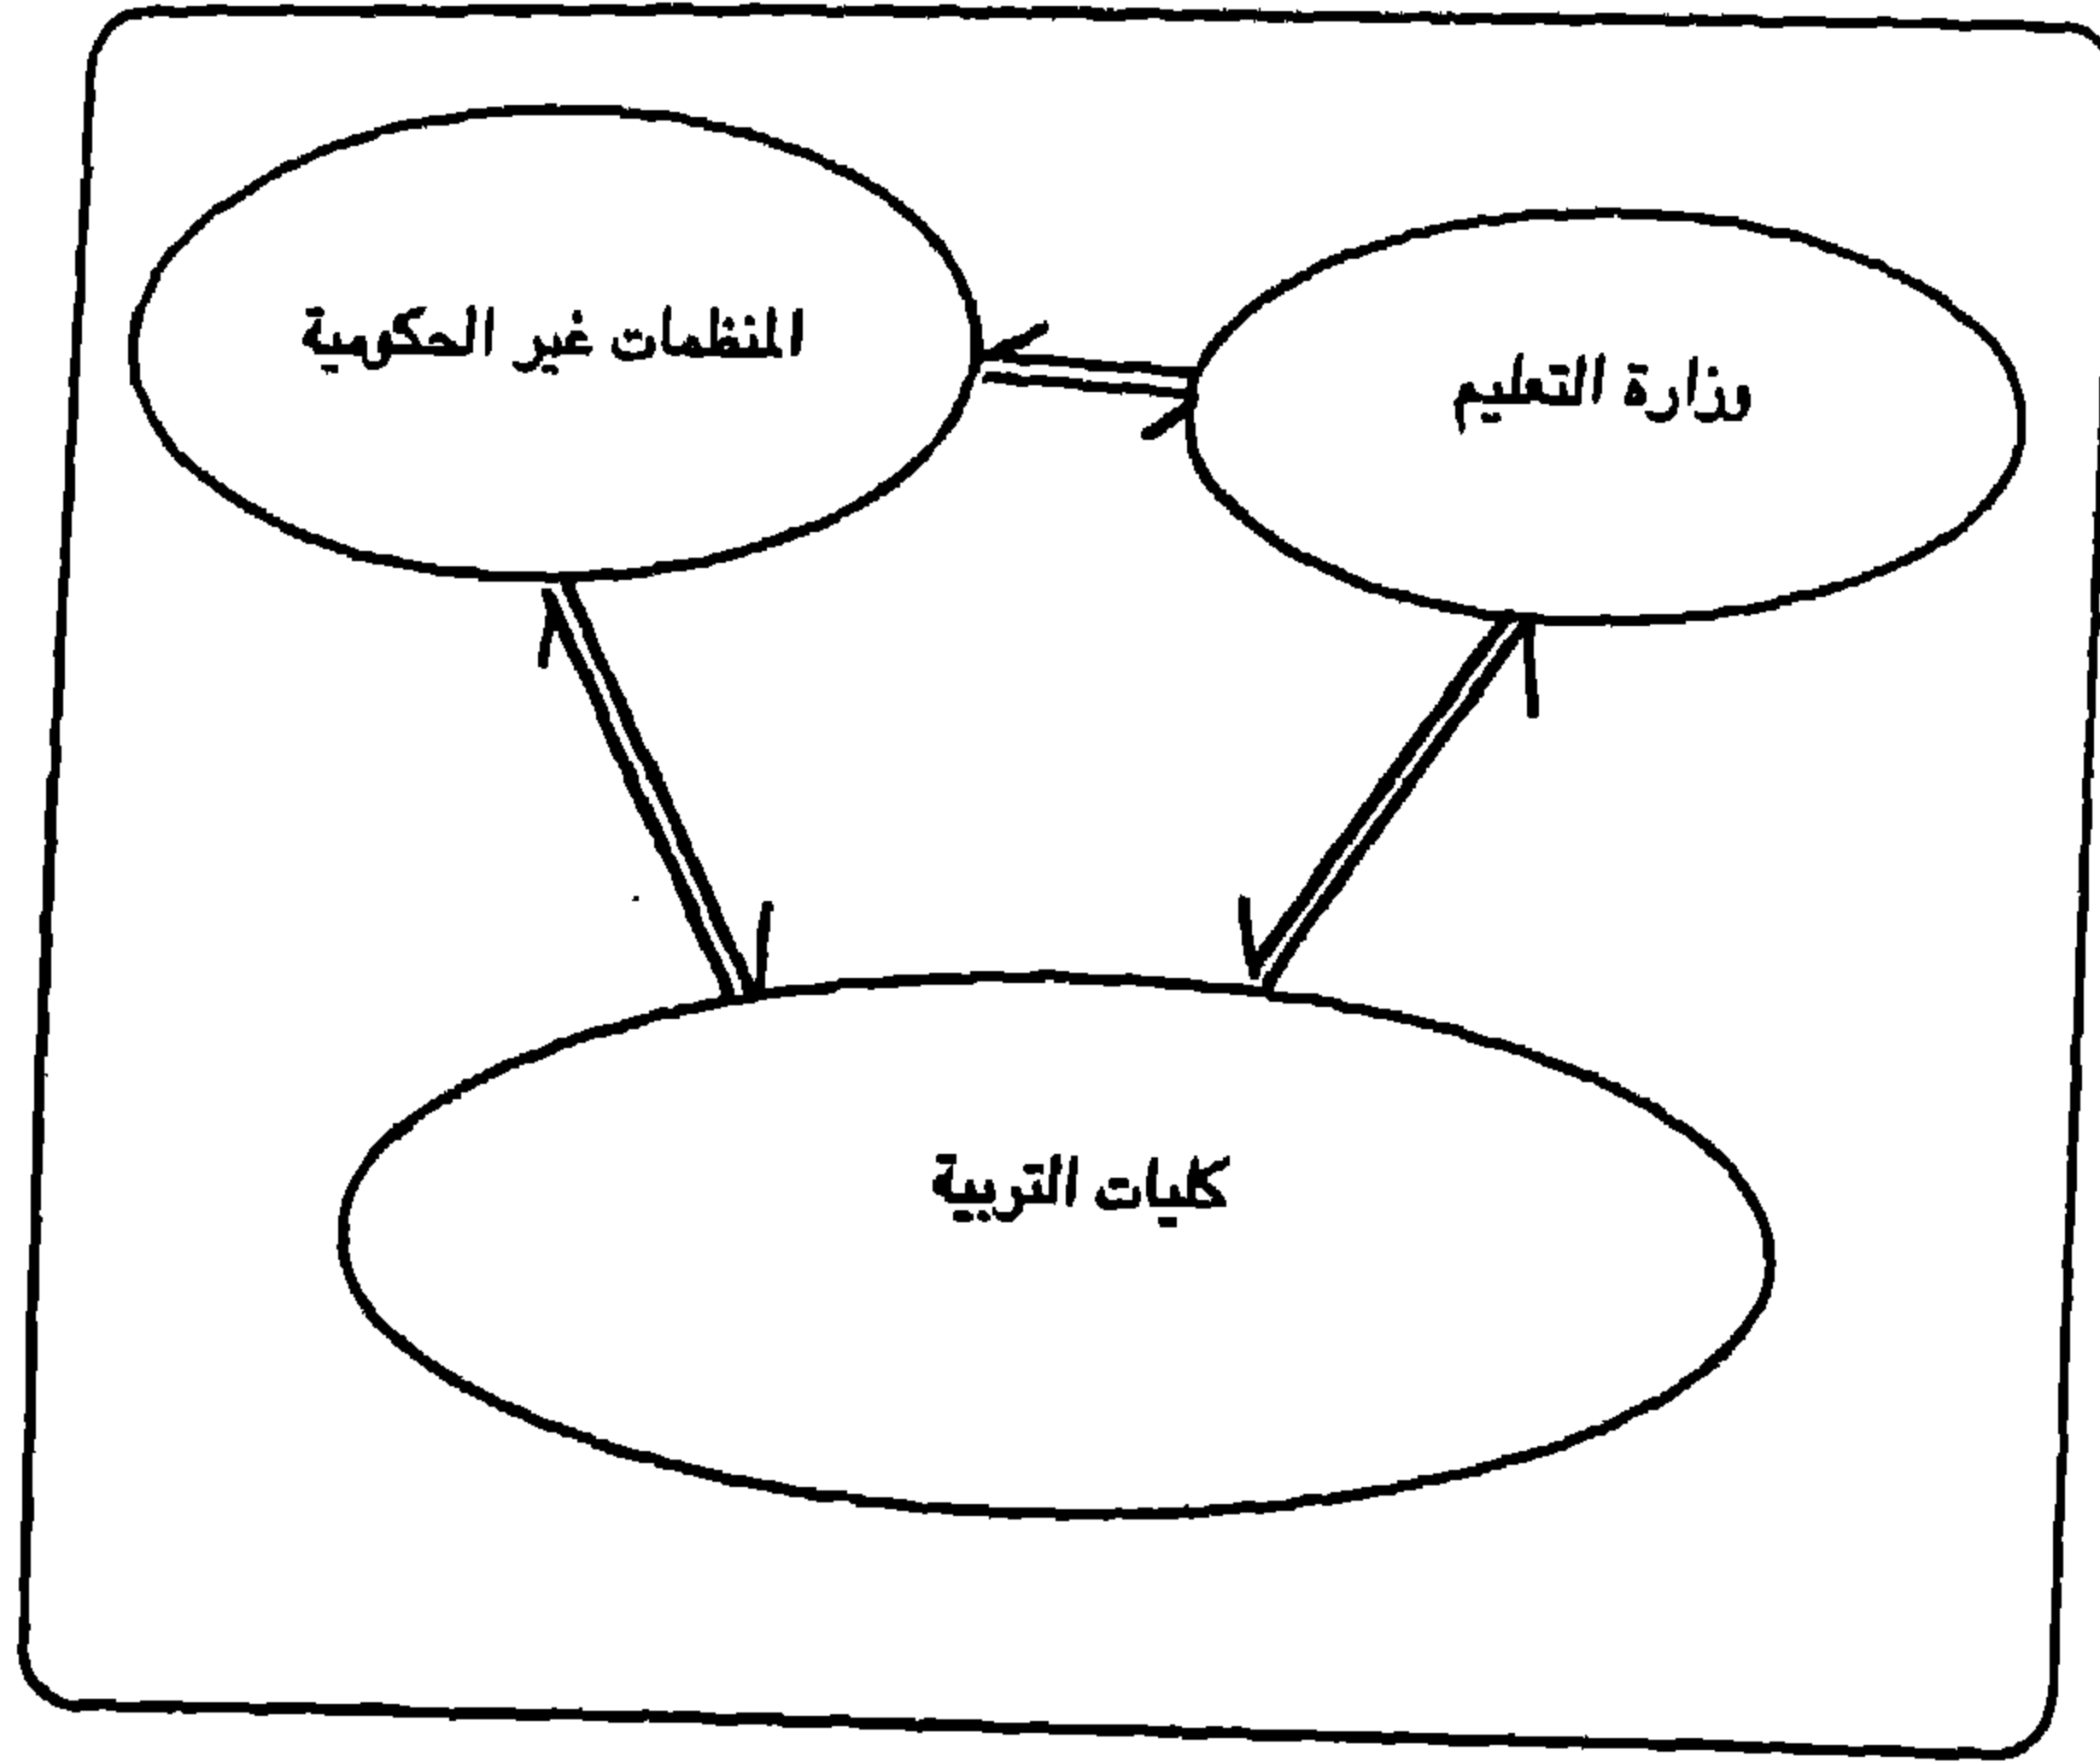 المنظمات غير الحكومية
وزارة التعليم
كليات التربية